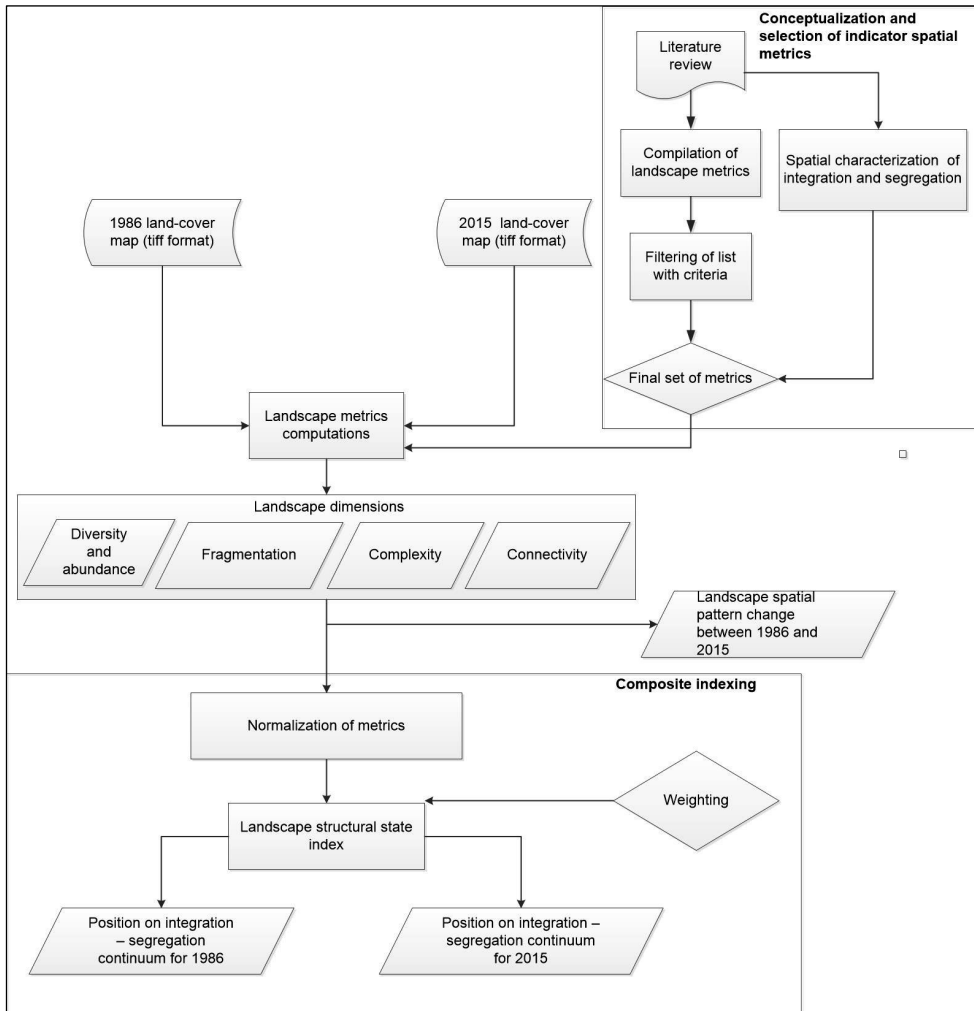 Conceptualization and
selection of indicator spatial
metrics
Literature
review
Compilation of
landscape metrics
Spatial characterization of
integration and segregation
1986 land-cover
map (tiff format)
2015 land-cover
map (tiff format)
Filtering of list
with criteria
Final set of metrics
Landscape metrics
computations
Landscape dimensions
Diversity
and
abundance
Fragmentation
Complexity
Connectivity
Landscape spatial
pattern change
between 1986 and
2015
Composite indexing
Normalization of metrics
Weighting
Landscape structural state
index
Position on integration
– segregation
continuum for 1986
Position on integration –
segregation continuum
for 2015